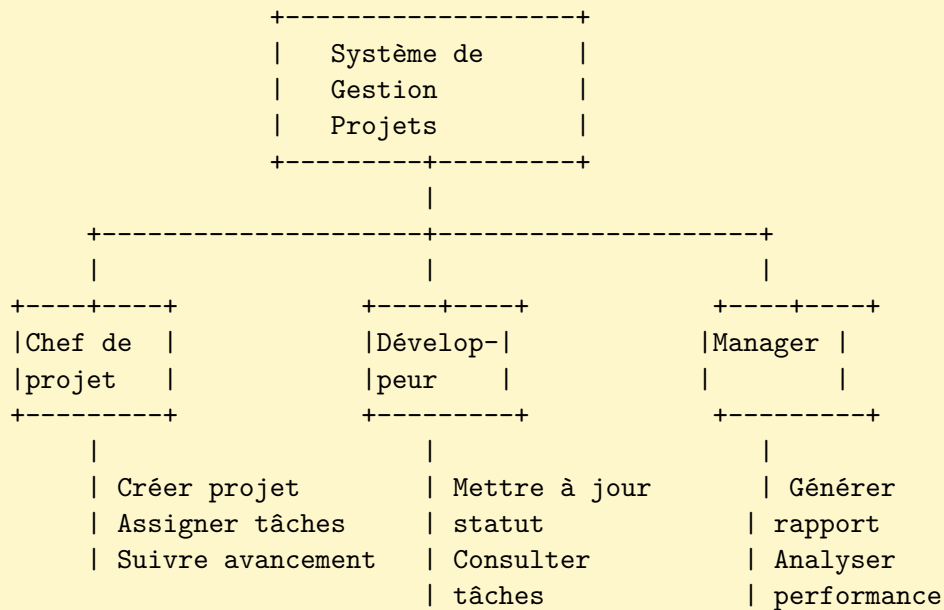 Système de
Gestion
Projets
Chef de projet
Dévelop-
peur
Manager
Créer projet
Assigner tâches
Suivre avancement
Mettre à jour
statut
Consulter
tâches
Générer
rapport
Analyser
performance